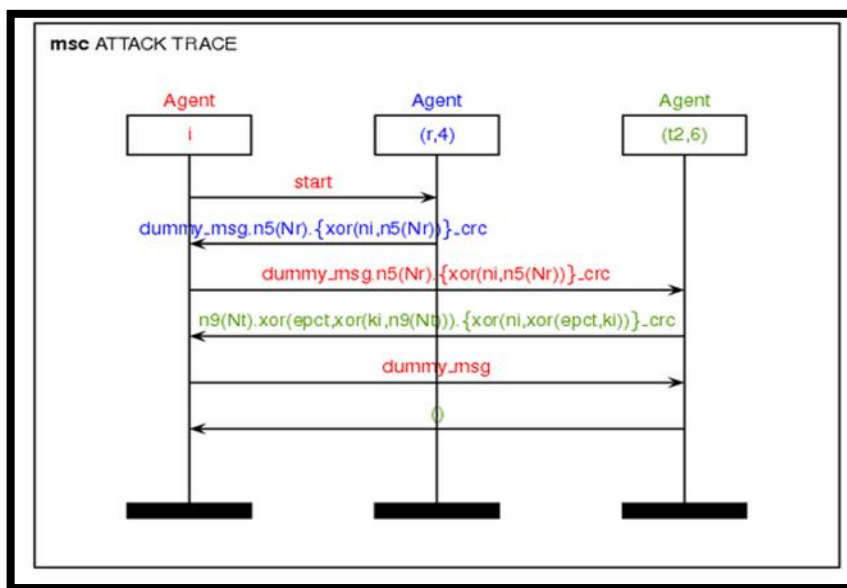 msc ATTACK TRACE
Agent Agent Agent
i (r,4) (t2,6)
start
dummy_msg.n5(Nr).{xor(ni,n5(Nr))}_crc
dummy_msg.n5(Nr).{xor(ni,n5(Nr))}_crc
n9(Nt).xor(epct,xor(ki,n9(Nt))).{xor(ni,xor(epct,ki))}_crc
dummy_msg
()